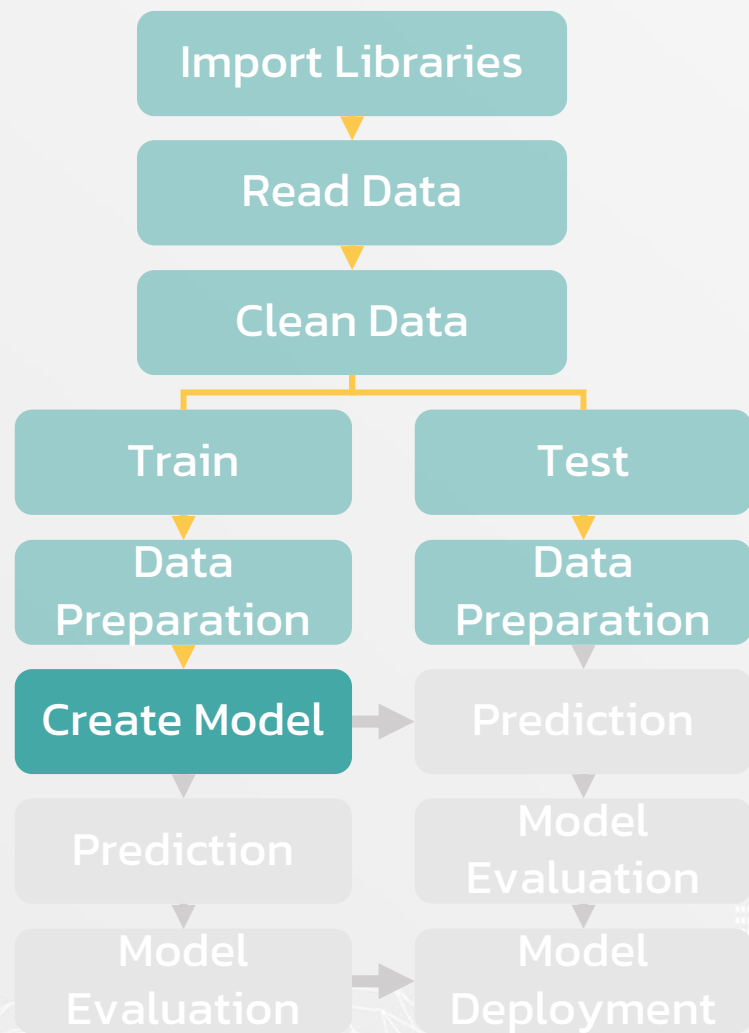 Import Libraries
Read Data
Clean Data
Train
Test
Data
Preparation
Data
Preparation
Create Model
Prediction
Prediction
Model
Evaluation
Model
Evaluation
Model
Deployment